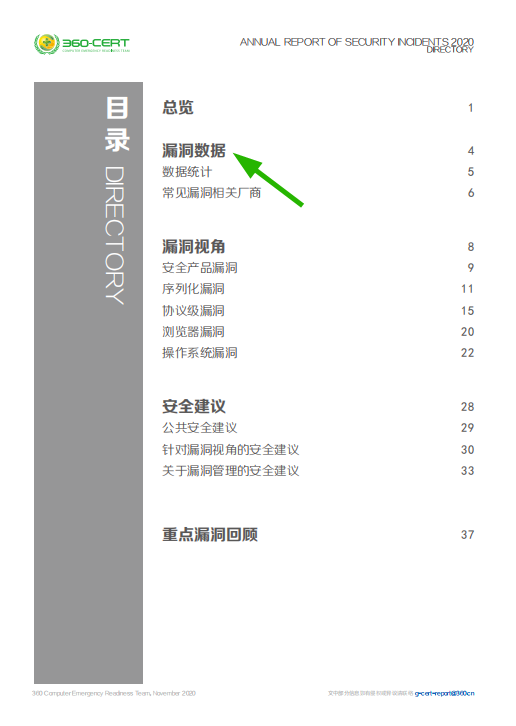 360-CERT
COMPUTER EMERGENCY READINESS TEAM
ANNUAL REPORT OF SECURITY INCIDENTS 2020
DIRECTORY
目录
DIRECTORY
总览 1
漏洞数据 4
数据统计 5
常见漏洞相关厂商 6
漏洞视角 8
安全产品漏洞 9
序列化漏洞 11
协议级漏洞 15
浏览器漏洞 20
操作系统漏洞 22
安全建议 28
公共安全建议 29
针对漏洞视角的安全建议 30
关于漏洞管理的安全建议 33
重点漏洞回顾 37
360 Computer Emergency Readiness Team, November 2020
g-cert-report@360.cn